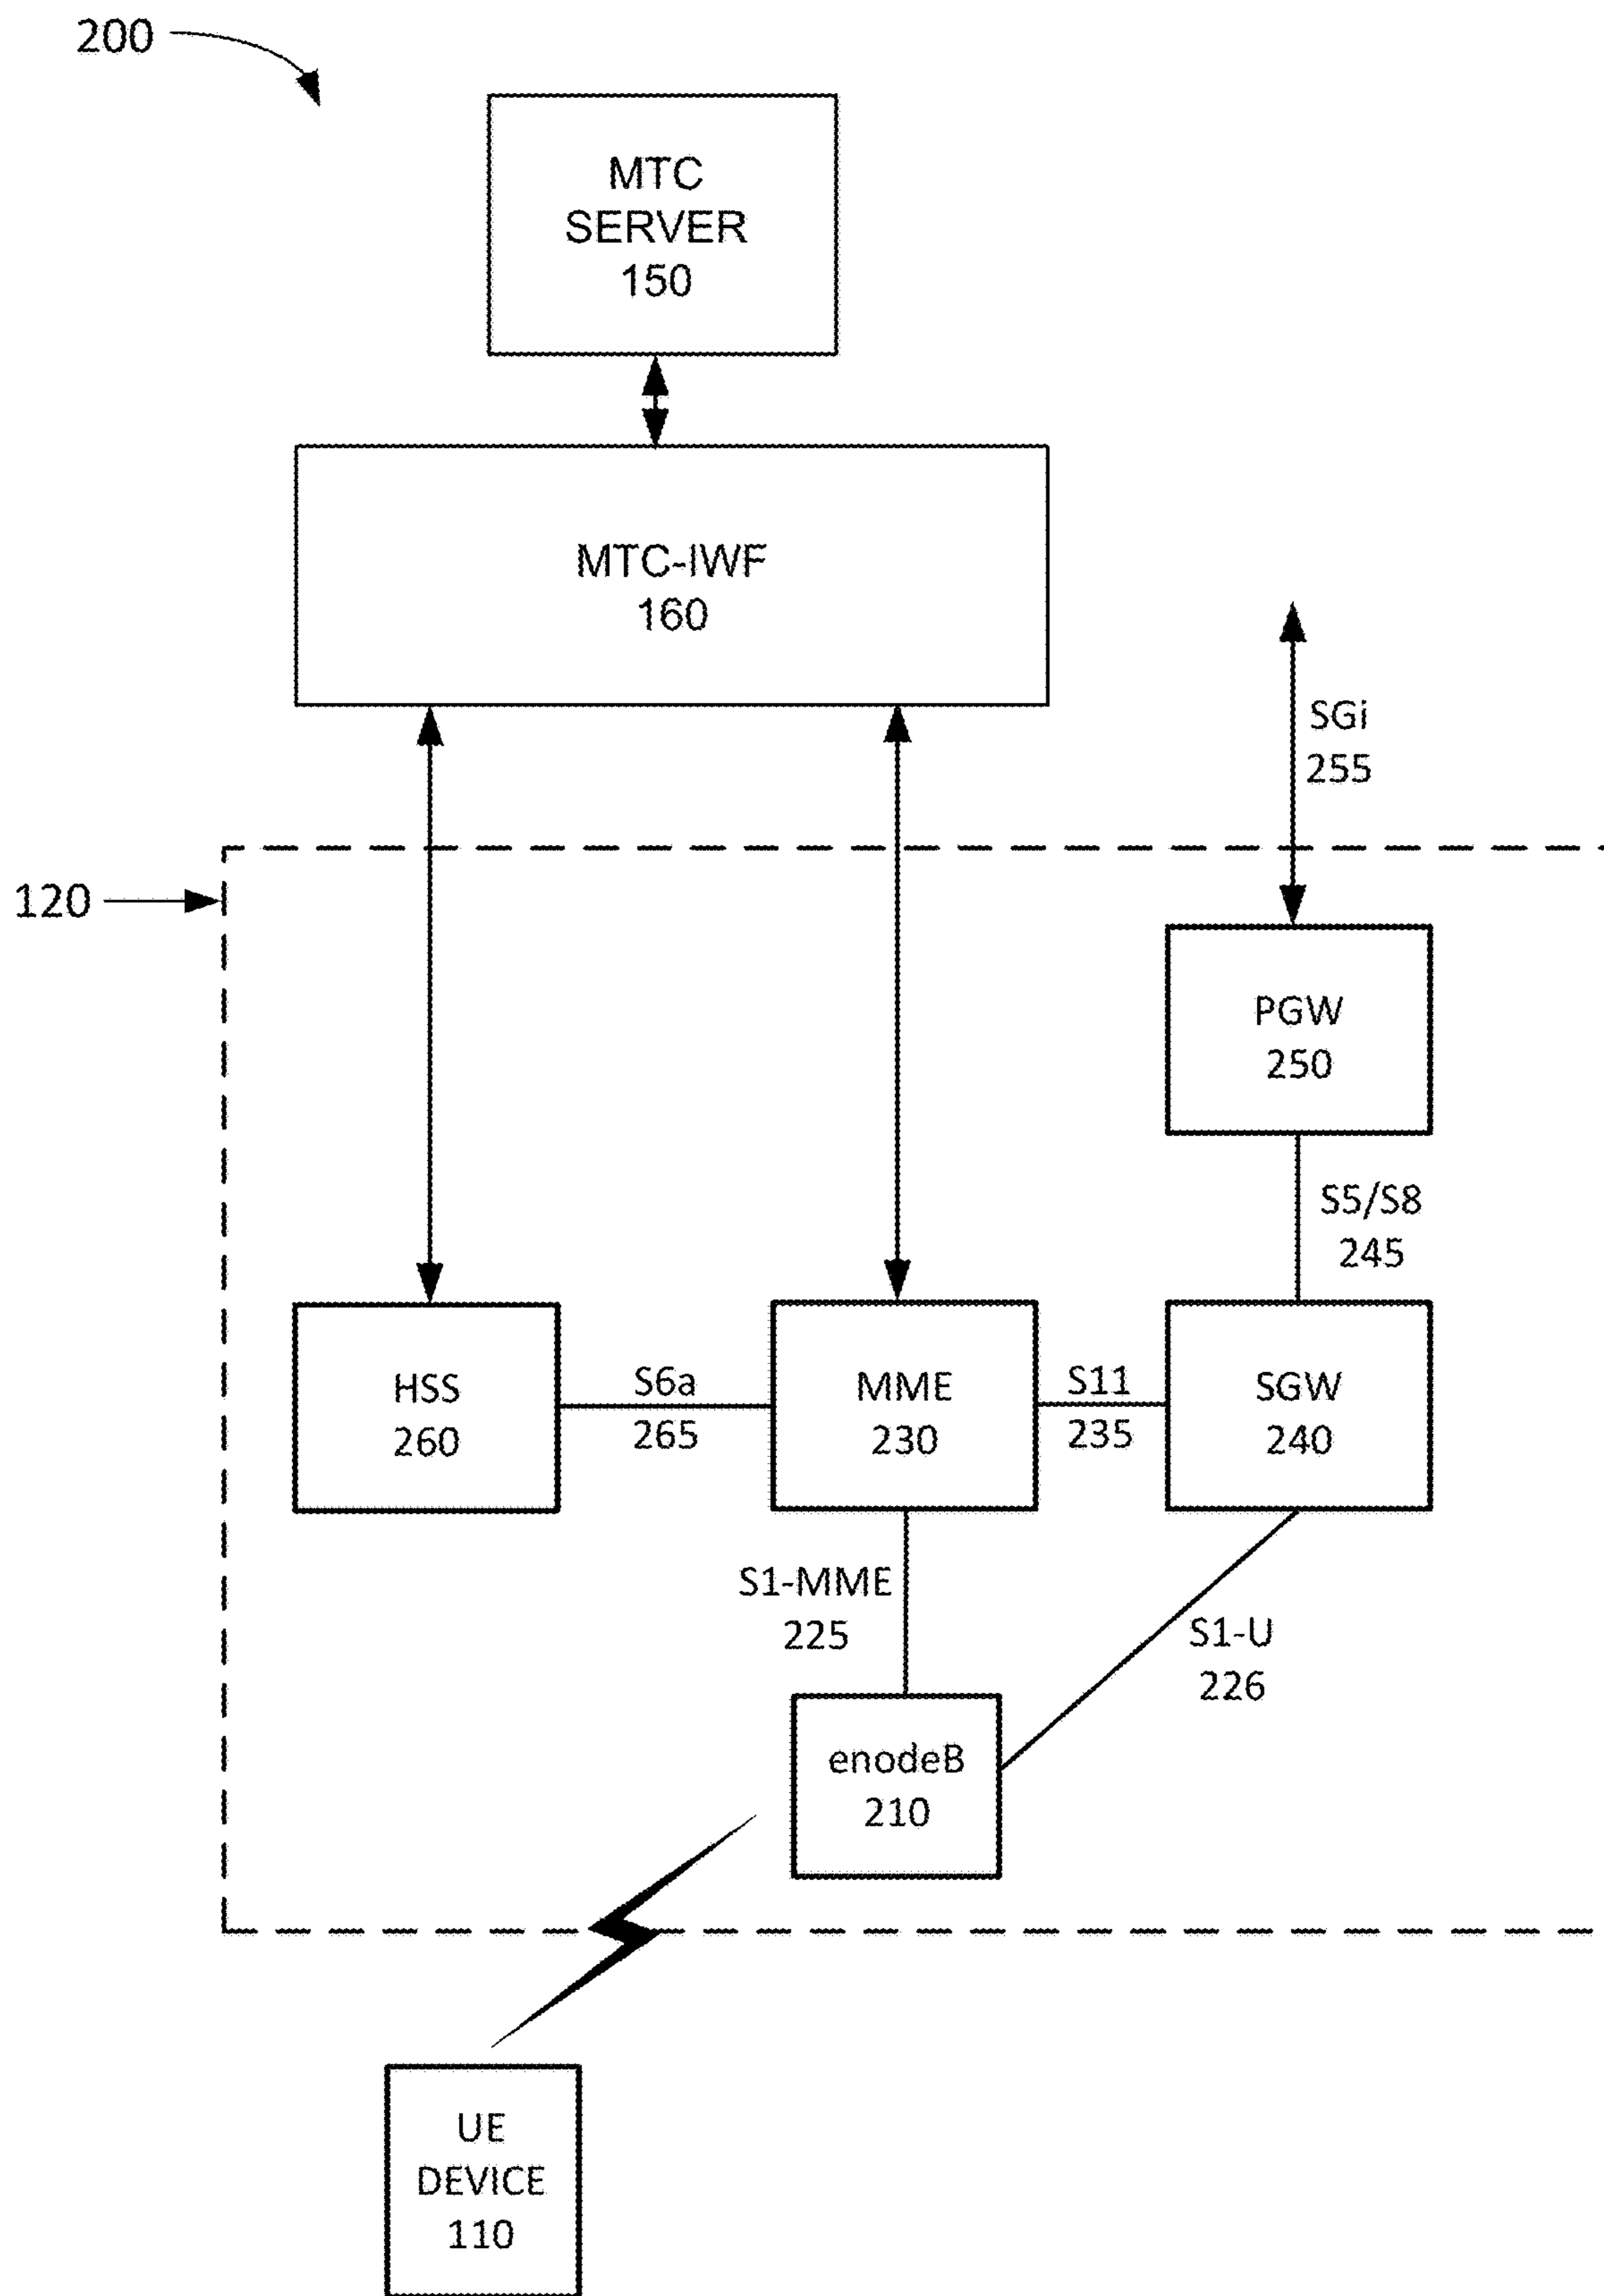 200
MTC
SERVER
150
MTC-IWF
160
SGi
255
120
PGW
250
S5/S8
245
HSS
260
S6a
265
MME
230
S11
235
SGW
240
S1-MME
225
S1-U
226
enodeB
210
UE
DEVICE
110